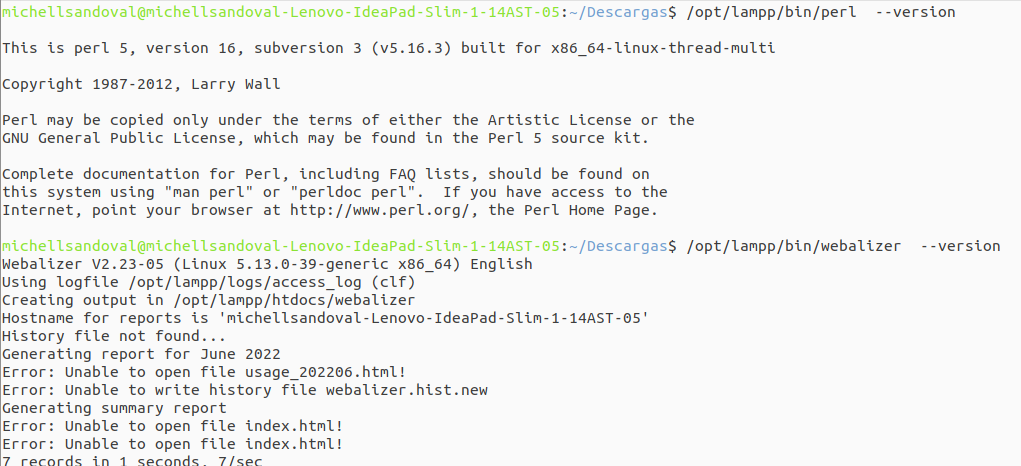 michellsandoval@michellsandoval-Lenovo-IdeaPad-Slim-1-14AST-05:~/Descargas$ /opt/lampp/bin/perl  --version
This is perl 5, version 16, subversion 3 (v5.16.3) built for x86_64-linux-thread-multi
Copyright 1987-2012, Larry Wall
Perl may be copied only under the terms of either the Artistic License or the
GNU General Public License, which may be found in the Perl 5 source kit.
Complete documentation for Perl, including FAQ lists, should be found on
this system using "man perl" or "perldoc perl".  If you have access to the
Internet, point your browser at http://www.perl.org/, the Perl Home Page.
michellsandoval@michellsandoval-Lenovo-IdeaPad-Slim-1-14AST-05:~/Descargas$ /opt/lampp/bin/webalizer  --version
Webalizer V2.23-05 (Linux 5.13.0-39-generic x86_64) English
Using logfile /opt/lampp/logs/access_log (clf)
Creating output in /opt/lampp/htdocs/webalizer
Hostname for reports is 'michellsandoval-Lenovo-IdeaPad-Slim-1-14AST-05'
History file not found...
Generating report for June 2022
Error: Unable to open file usage_202206.html!
Error: Unable to write history file webalizer.hist.new
Generating summary report
Error: Unable to open file index.html!
Error: Unable to open file index.html!
7 records in 1 seconds, 7/sec